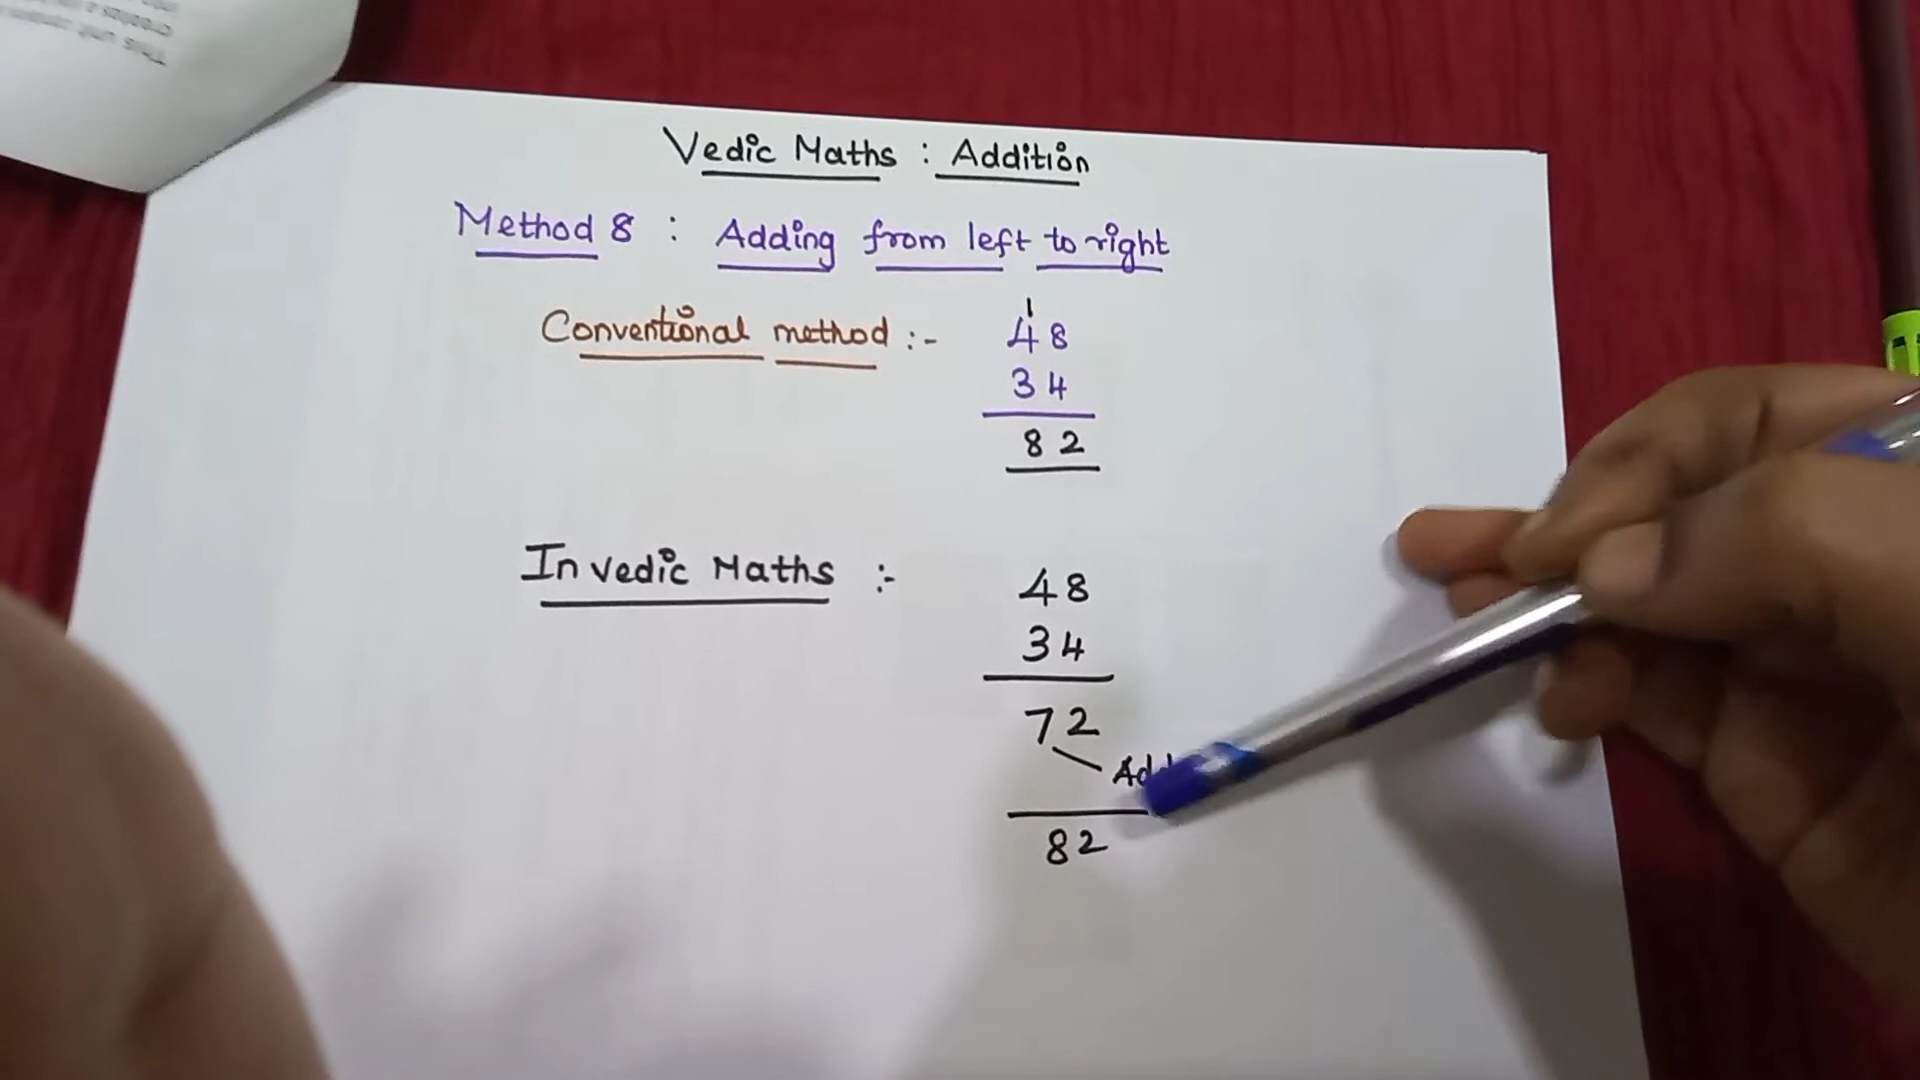 Vedic Maths : Addition
Method 8 : Adding from left to right
1
Conventional method :- 48
34
82
In vedic Maths :- 48
34
72
82